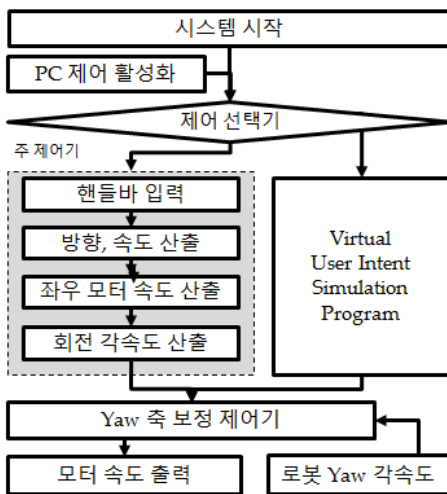 시스템 시작
PC 제어 활성화
제어 선택기
주 제어기
핸들바 입력
방향, 속도 산출
좌우 모터 속도 산출
회전 각속도 산출
Virtual
User Intent
Simulation
Program
Yaw 축 보정 제어기
모터 속도 출력
로봇 Yaw 각속도